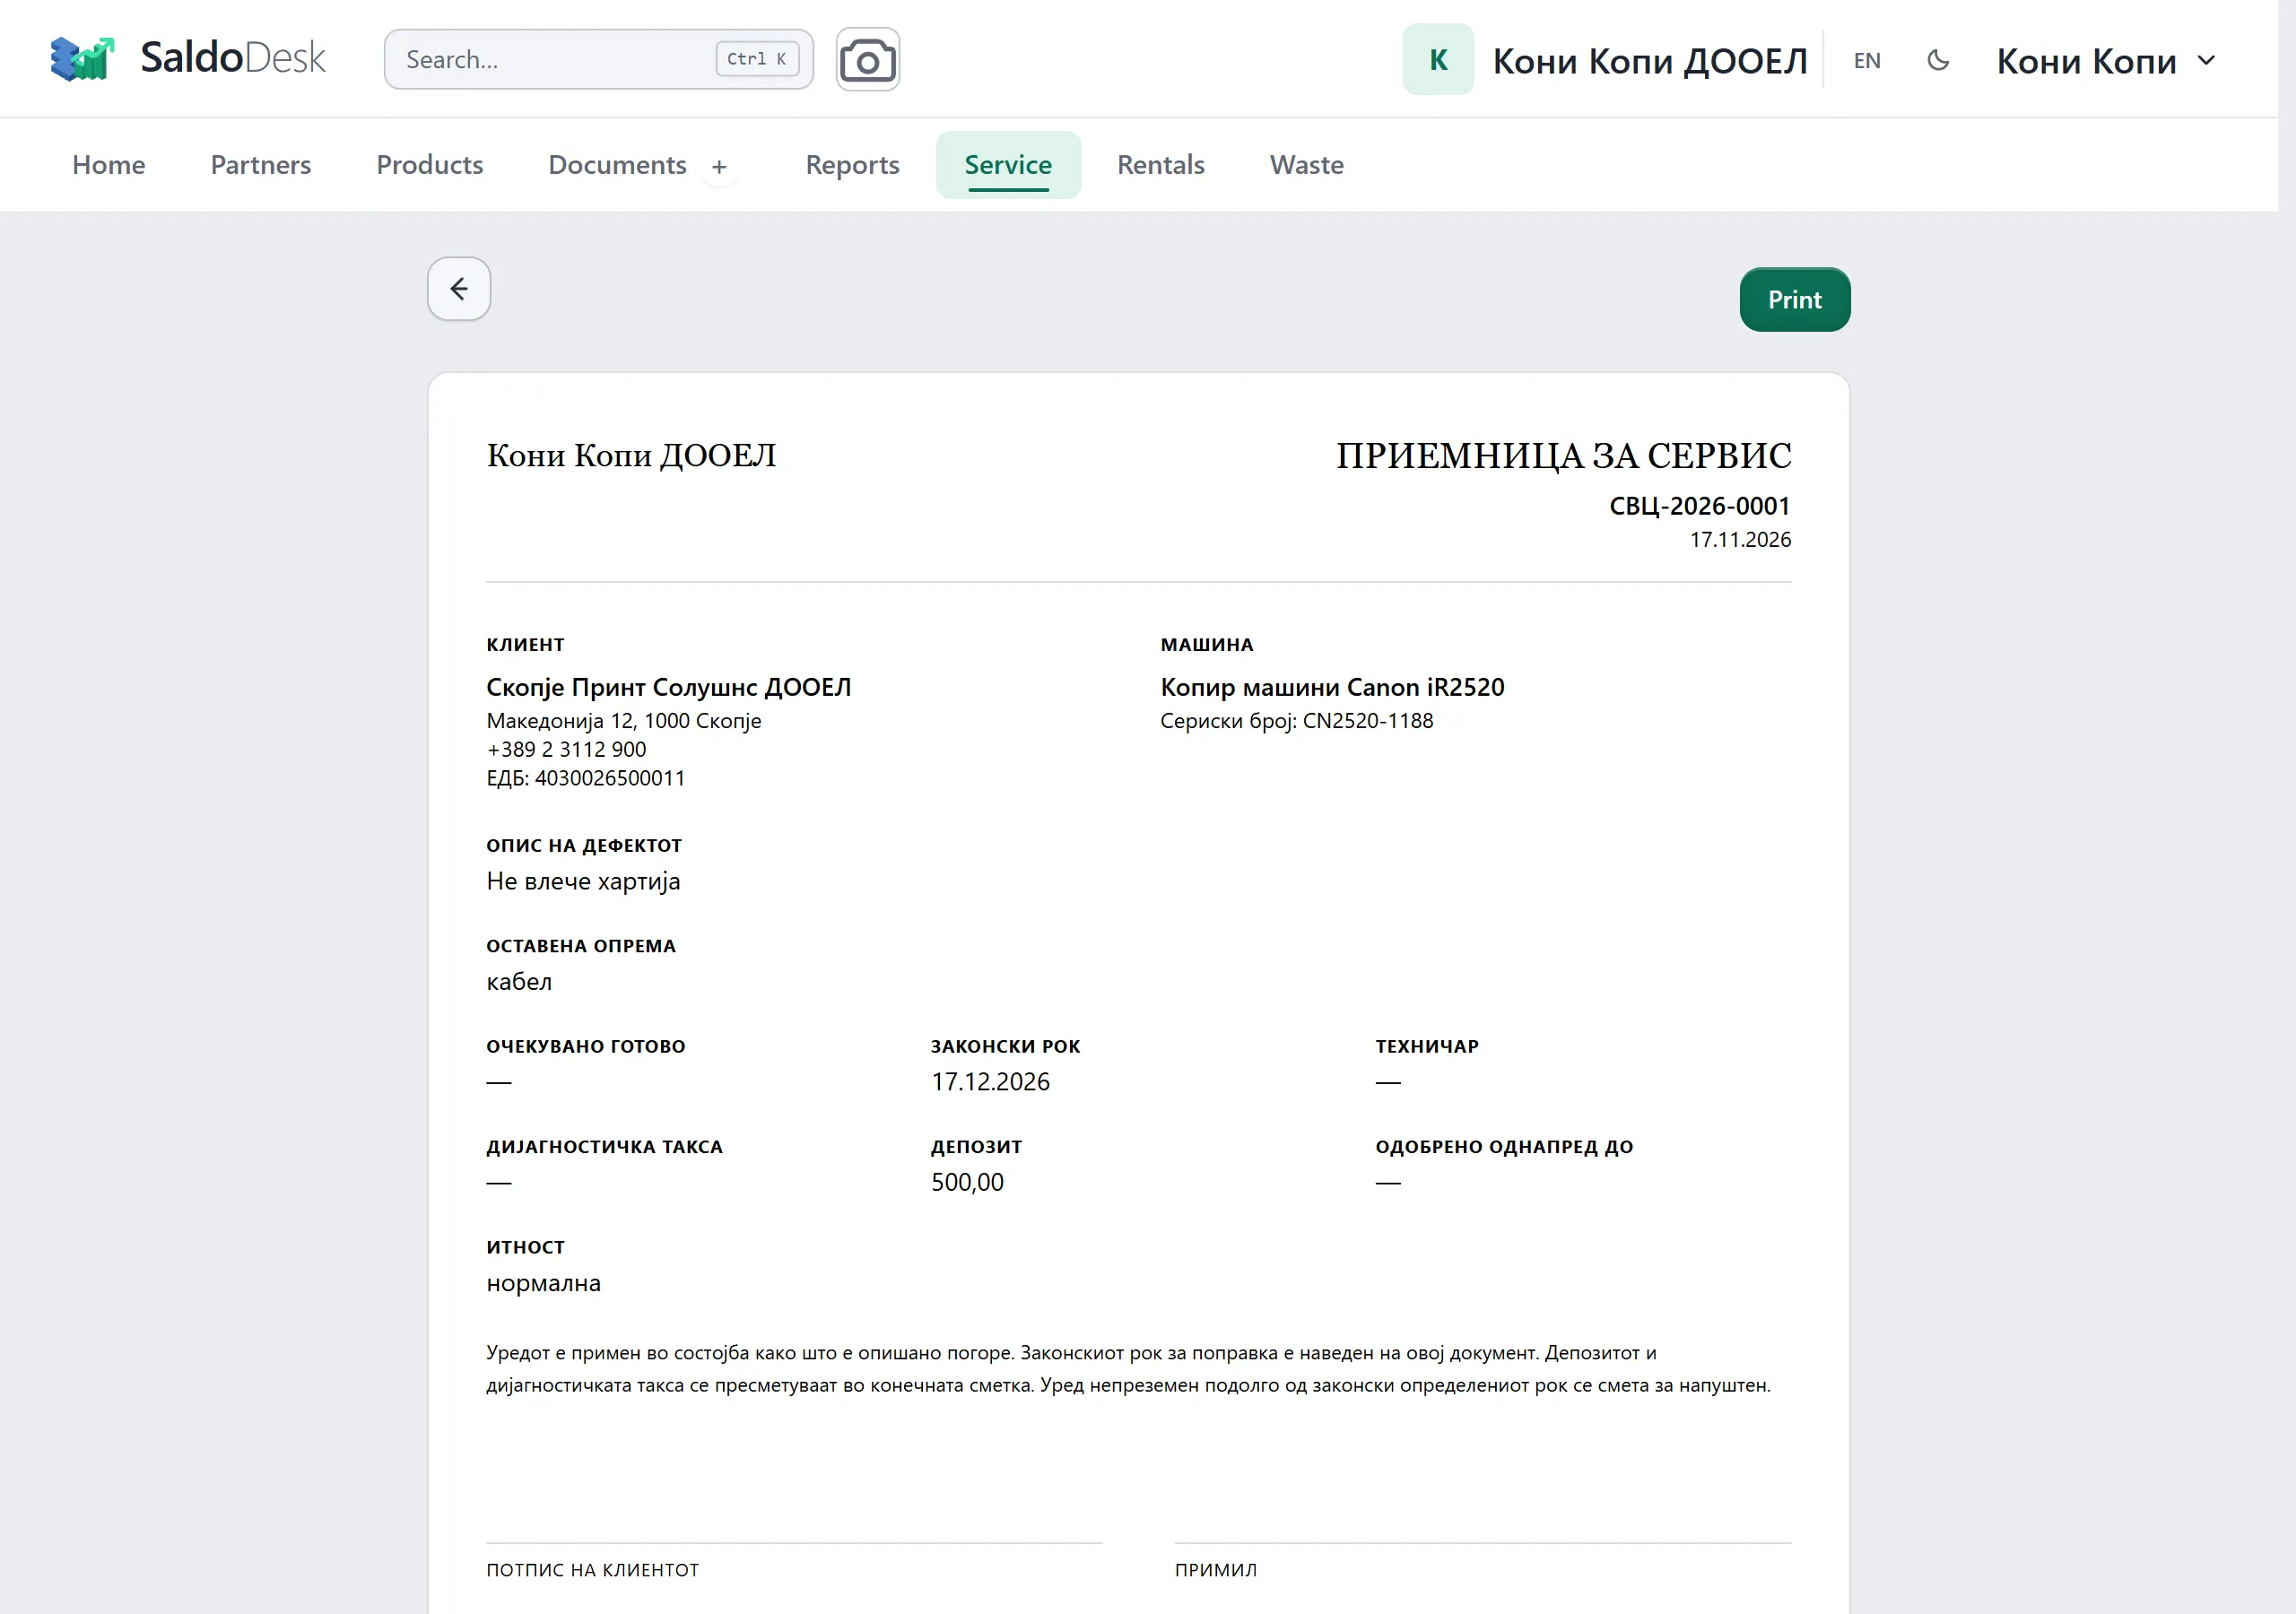 SaldoDesk
Search...
Ctrl K
K
Кони Копи ДООЕЛ
EN
Кони Копи
Home
Partners
Products
Documents +
Reports
Service
Rentals
Waste
Print
Кони Копи ДООЕЛ
ПРИЕМНИЦА ЗА СЕРВИС
СВЦ-2026-0001
17.11.2026
КЛИЕНТ
Скопје Принт Солушнс ДООЕЛ
Македонија 12, 1000 Скопје
+389 2 3112 900
ЕДБ: 4030026500011
МАШИНА
Копир машини Canon iR2520
Сериски број: CN2520-1188
ОПИС НА ДЕФЕКТОТ
Не влече хартија
ОСТАВЕНА ОПРЕМА
кабел
ОЧЕКУВАНО ГОТОВО
—
ЗАКОНСКИ РОК
17.12.2026
ТЕХНИЧАР
—
ДИЈАГНОСТИЧКА ТАКСА
—
ДЕПОЗИТ
500,00
ОДОБРЕНО ОДНАПРЕД ДО
—
ИТНОСТ
нормална
Уредот е примен во состојба како што е опишано погоре. Законскиот рок за поправка е наведен на овој документ. Депозитот и
дијагностичката такса се пресметуваат во конечната сметка. Уред непреземен подолго од законски определениот рок се смета за напуштен.
ПОТПИС НА КЛИЕНТОТ
ПРИМИЛ